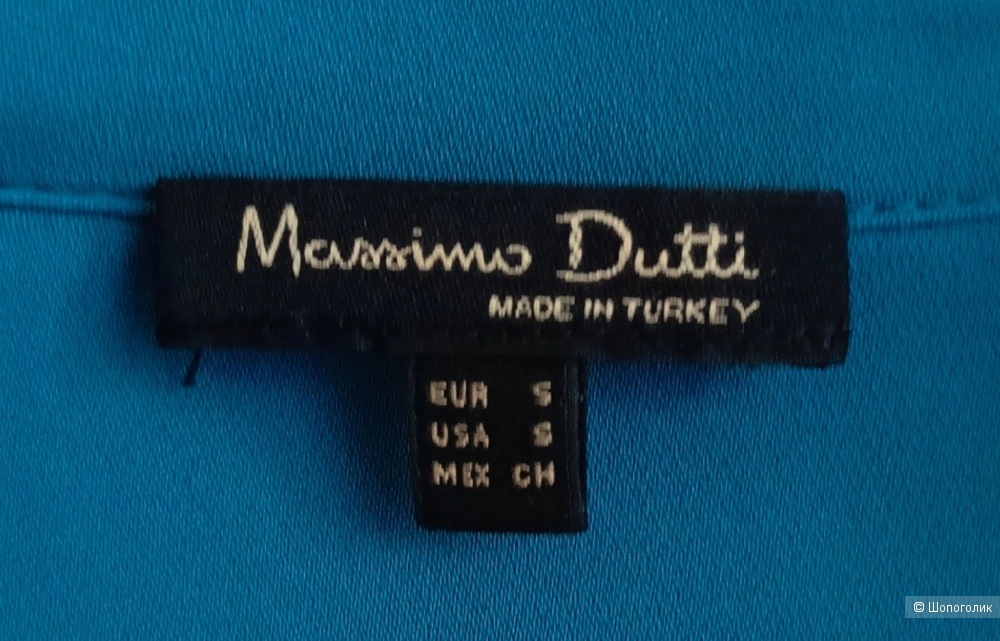 Massimo Dutti
MADE IN TURKEY
EUR S
USA S
MEX CH
© Шопоголик